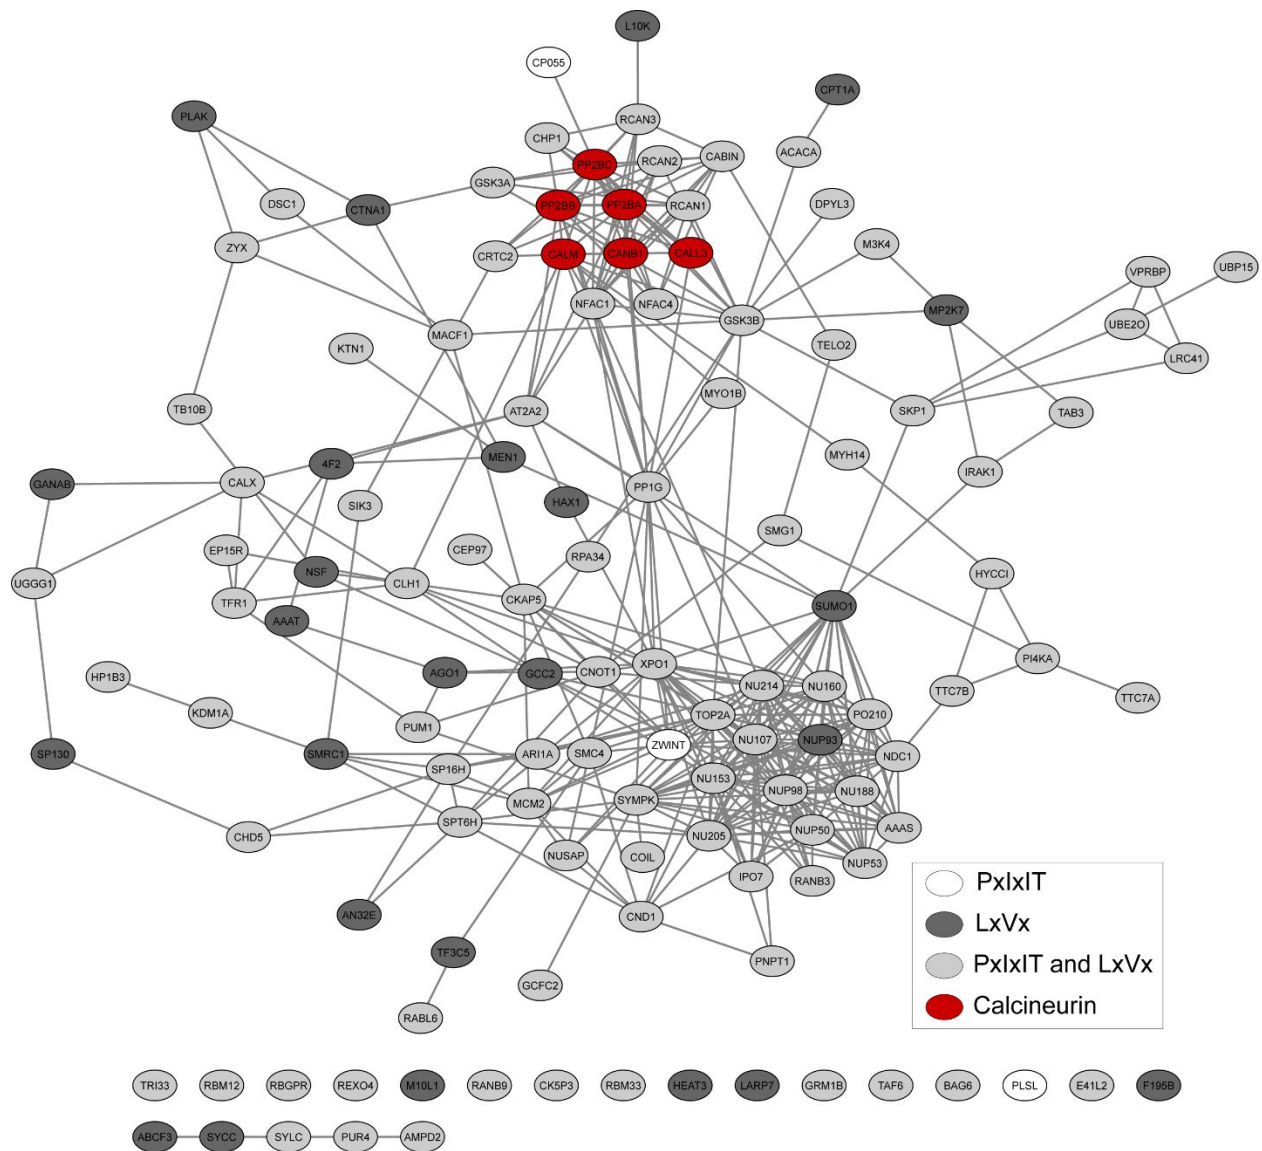 L10K
CP055
CPT1A
PLAK
RCAN3
CHP1
CABIN
ACACA
PP2BC
RCAN2
GSK3A
DSC1
CTNA1
PP2BB
PP2BA
RCAN1
DPYL3
ZYX
CRTC2
CALM
CANB1
CALL3
M3K4
VPRBP
UBP15
NFAC1
NFAC4
GSK3B
MP2K7
UBE2O
MACF1
KTN1
TELO2
LRC41
MYO1B
TB10B
AT2A2
SKP1
TAB3
4F2
MEN1
MYH14
GANAB
CALX
PP1G
IRAK1
SIK3
HAX1
SMG1
EP15R
CEP97
RPA34
NSF
CLH1
HYCCI
UGGG1
TFR1
CKAP5
SUMO1
AAAT
HP1B3
AGO1
GCC2
CNOT1
XPO1
NU214
NU160
PI4KA
TTC7B
TTC7A
KDM1A
PUM1
TOP2A
PO210
SP130
SMRC1
ARI1A
SMC4
ZWINT
NU107
NUP93
NDC1
SP16H
NU153
MCM2
SYMPK
NUP98
NU188
CHD5
SPT6H
NU205
NUP50
AAAS
NUSAP
COIL
NUP53
IPO7
RANB3
AN32E
CND1
TF3C5
PNPT1
GCFC2
RABL6
PxIxIT
LxVx
PxIxIT and LxVx
Calcineurin
TRI33 RBM12 RBGPR REXO4 M10L1 RANB9 CK5P3 RBM33 HEAT3 LARP7 GRM1B TAF6 BAG6 PLSL E41L2 F195B
ABCF3 SYCC SYLC PUR4 AMPD2